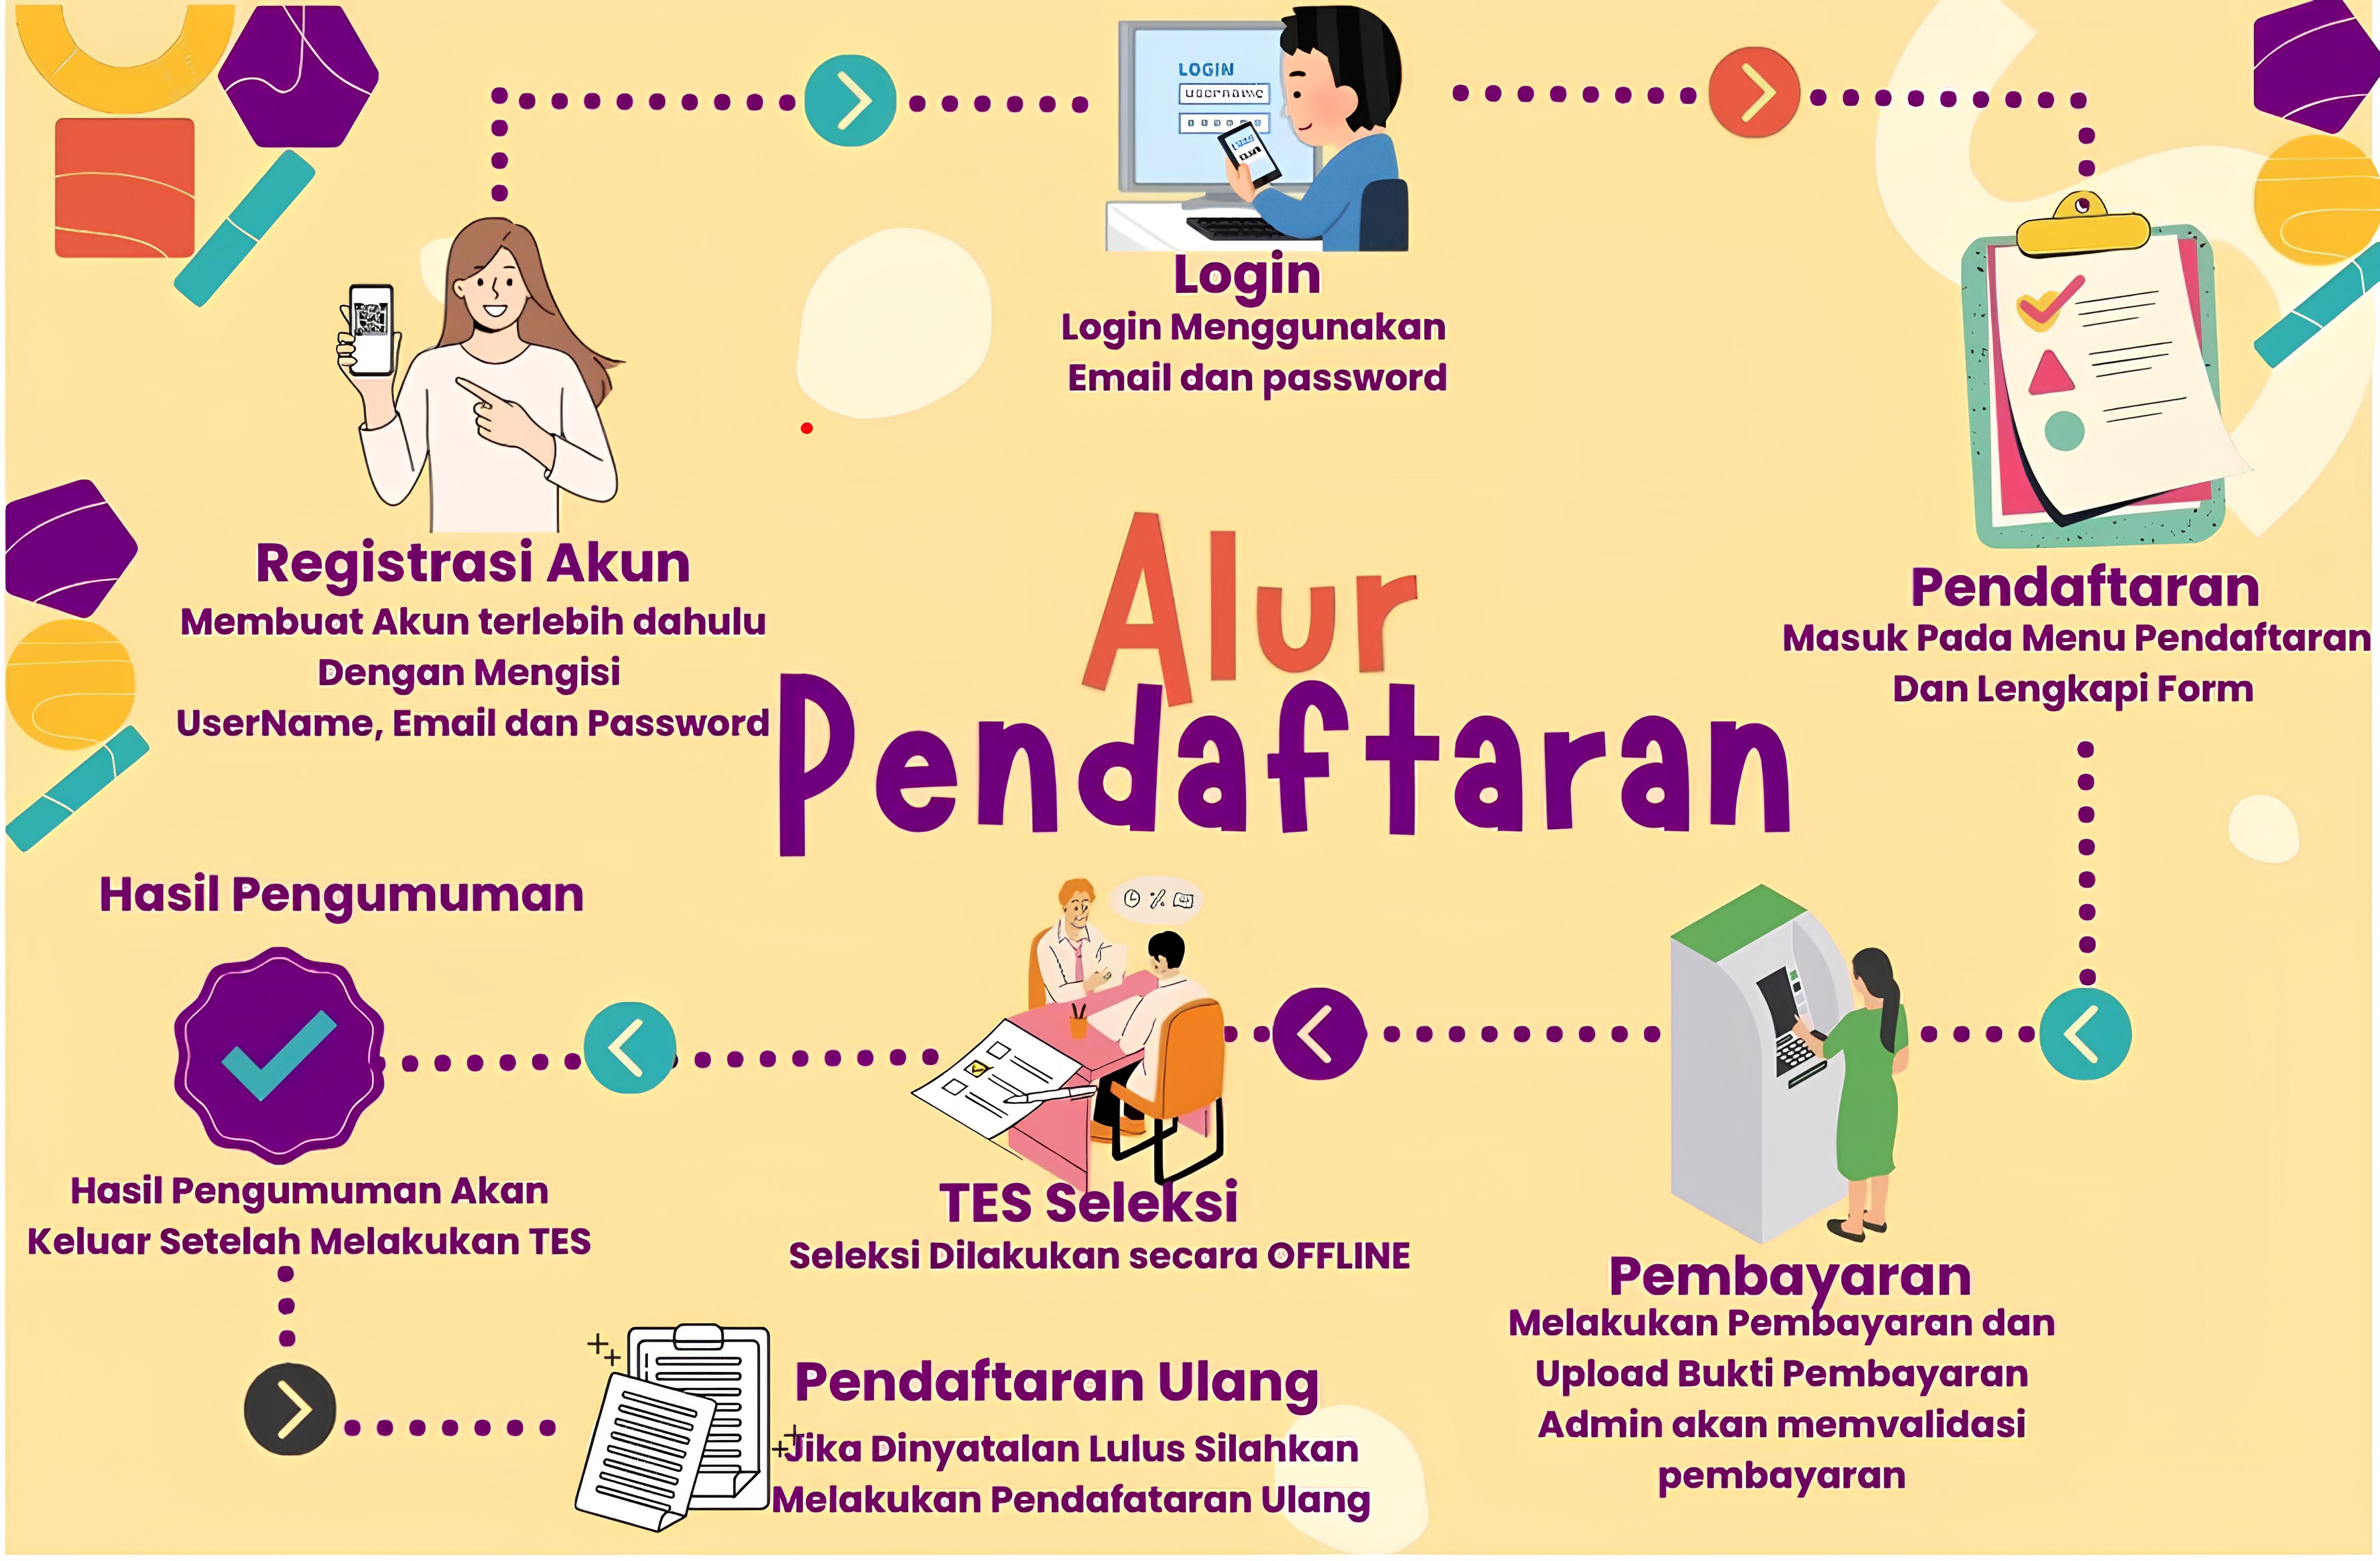 LOGIN
username
Login
Login Menggunakan
Email dan password
Registrasi Akun
Membuat Akun terlebih dahulu
Dengan Mengisi
UserName, Email dan Password
Alur
Pendaftaran
Pendaftaran
Masuk Pada Menu Pendaftaran
Dan Lengkapi Form
Pembayaran
Melakukan Pembayaran dan
Upload Bukti Pembayaran
Admin akan memvalidasi
pembayaran
TES Seleksi
Seleksi Dilakukan secara OFFLINE
Hasil Pengumuman
Hasil Pengumuman Akan
Keluar Setelah Melakukan TES
Pendaftaran Ulang
Jika Dinyatalan Lulus Silahkan
Melakukan Pendafataran Ulang